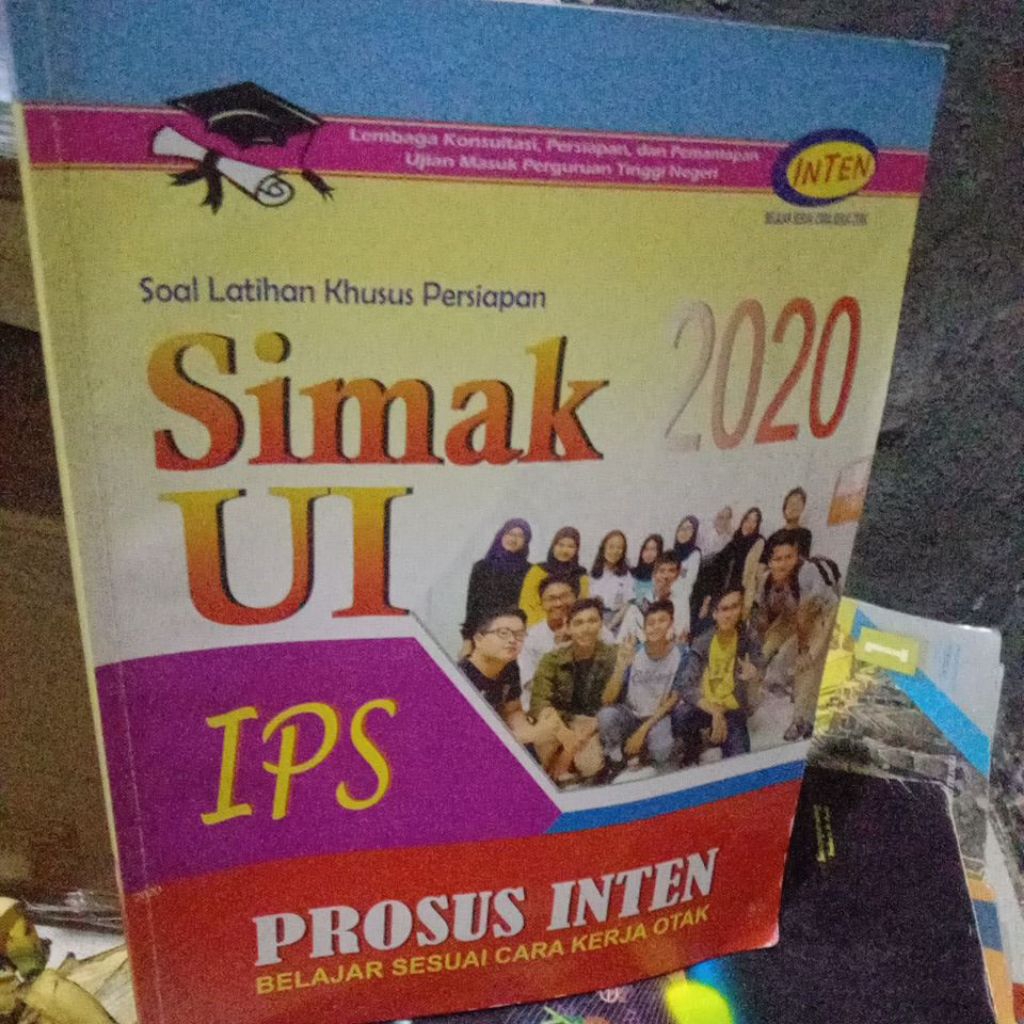 Lembaga Konsultasi, Persiapan, dan Pemantapan
Ujian Masuk Perguruan Tinggi Negeri
INTEN
Soal Latihan Khusus Persiapan
Simak
2020
UI
IPS
PROSUS INTEN
BELAJAR SESUAI CARA KERJA OTAK